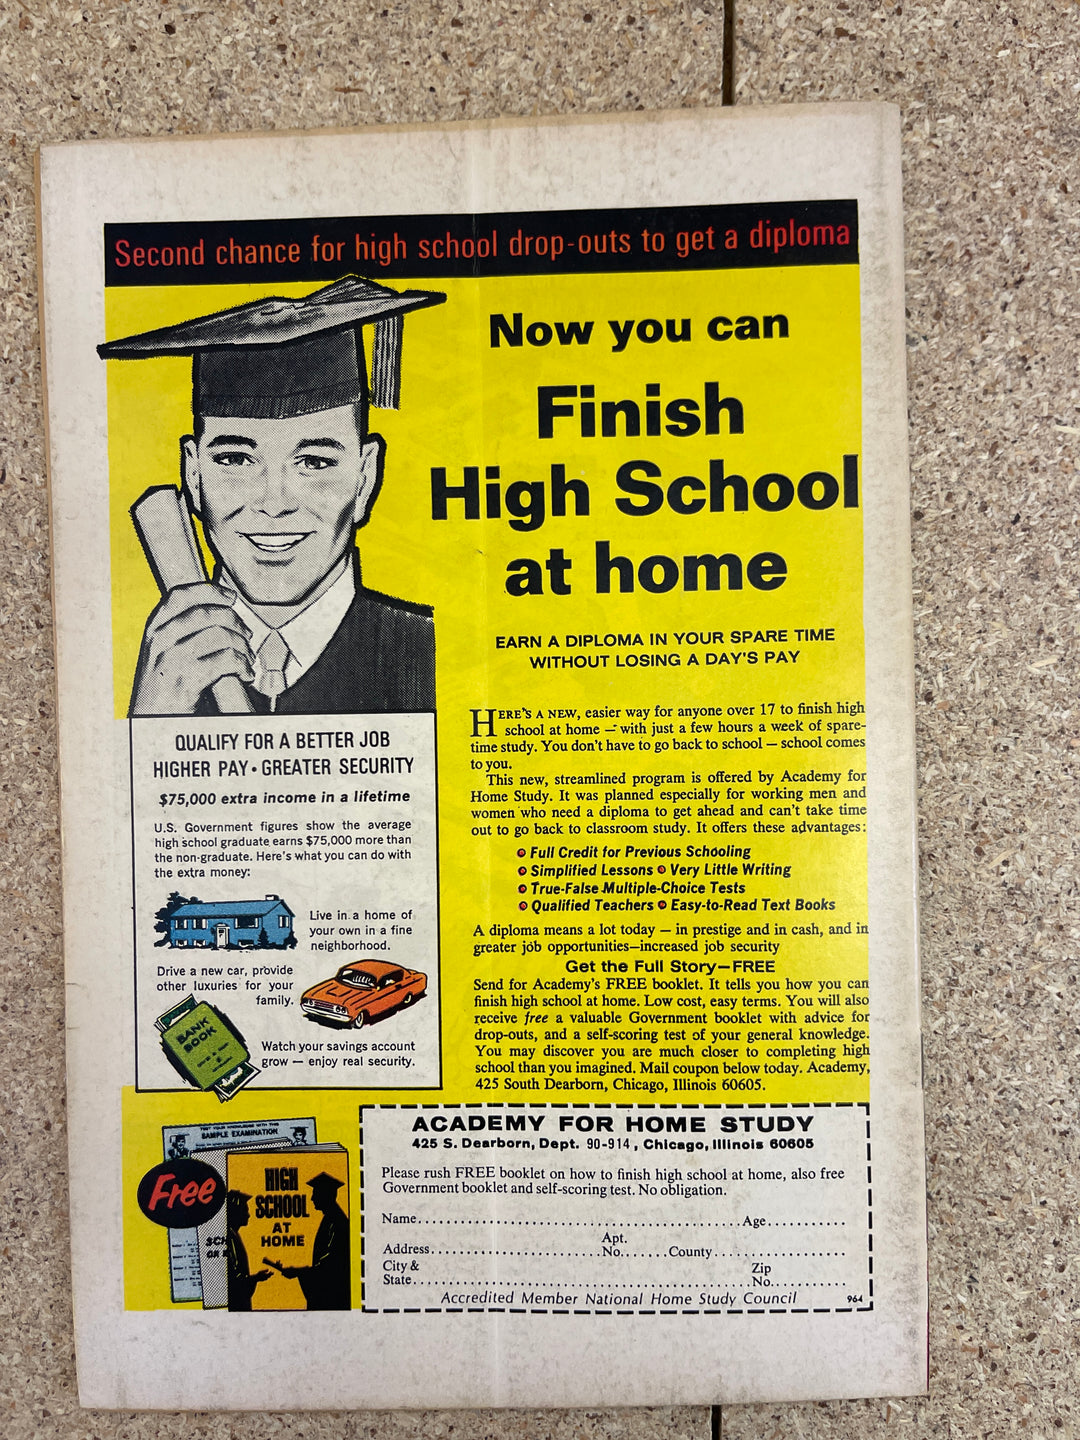 Second chance for high school drop-outs to get a diploma
Now you can
Finish
High School
at home
EARN A DIPLOMA IN YOUR SPARE TIME
WITHOUT LOSING A DAY'S PAY
HERE'S A NEW, easier way for anyone over 17 to finish high
school at home — with just a few hours a week of spare-
time study. You don't have to go back to school — school comes
to you.
This new, streamlined program is offered by Academy for
Home Study. It was planned especially for working men and
women who need a diploma to get ahead and can't take time
out to go back to classroom study. It offers these advantages:
• Full Credit for Previous Schooling
• Simplified Lessons • Very Little Writing
• True-False Multiple-Choice Tests
• Qualified Teachers • Easy-to-Read Text Books
A diploma means a lot today — in prestige and in cash, and in
greater job opportunities—increased job security
Get the Full Story—FREE
Send for Academy's FREE booklet. It tells you how you can
finish high school at home. Low cost, easy terms. You will also
receive free a valuable Government booklet with advice for
drop-outs, and a self-scoring test of your general knowledge.
You may discover you are much closer to completing high
school than you imagined. Mail coupon below today. Academy,
425 South Dearborn, Chicago, Illinois 60605.
QUALIFY FOR A BETTER JOB
HIGHER PAY • GREATER SECURITY
$75,000 extra income in a lifetime
U.S. Government figures show the average
high school graduate earns $75,000 more than
the non-graduate. Here's what you can do with
the extra money:
Live in a home of
your own in a fine
neighborhood.
Drive a new car, provide
other luxuries for your
family.
BANK
BOOK
Watch your savings account
grow — enjoy real security.
TEST YOUR KNOWLEDGE WITH THIS
SAMPLE EXAMINATION
Free
HIGH
SCHOOL
AT
HOME
SCH
OR
ACADEMY FOR HOME STUDY
425 S. Dearborn, Dept. 90-914, Chicago, Illinois 60605
Please rush FREE booklet on how to finish high school at home, also free
Government booklet and self-scoring test. No obligation.
Name Age
Apt.
Address No. County
City & Zip
State No.
Accredited Member National Home Study Council 964